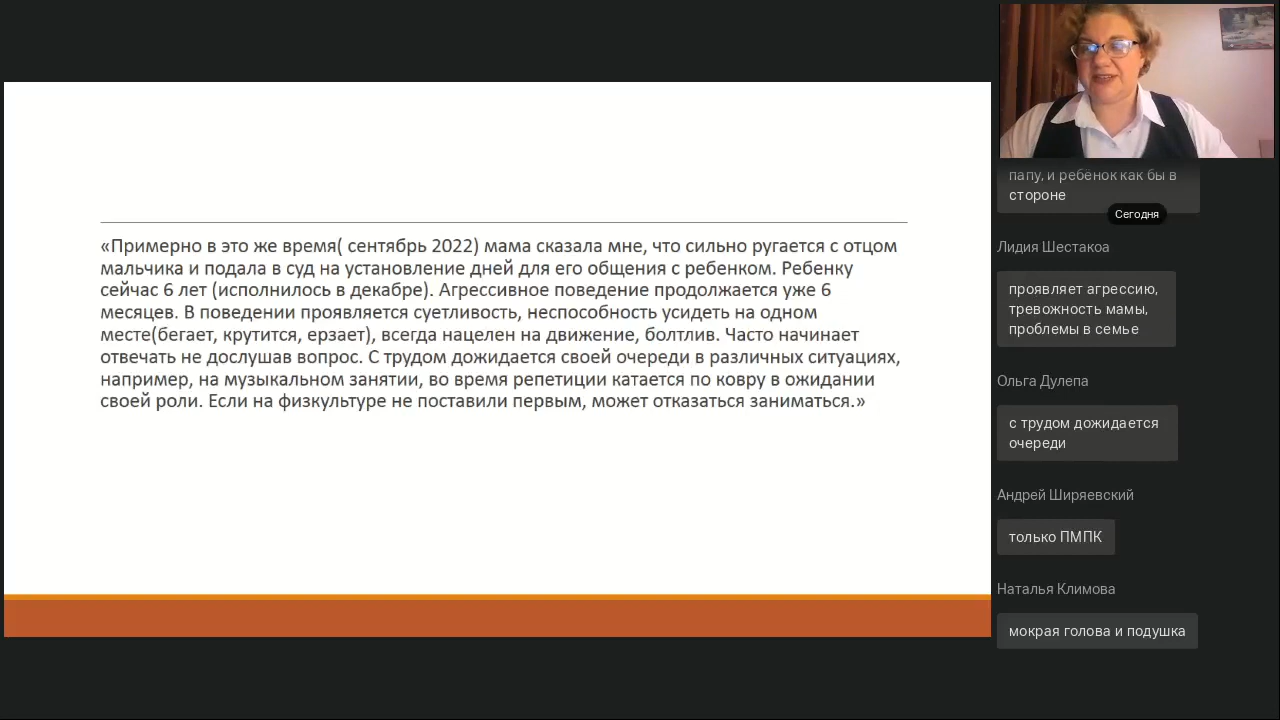 «Примерно в это же время( сентябрь 2022) мама сказала мне, что сильно ругается с отцом
мальчика и подала в суд на установление дней для его общения с ребенком. Ребенку
сейчас 6 лет (исполнилось в декабре). Агрессивное поведение продолжается уже 6
месяцев. В поведении проявляется суетливость, неспособность усидеть на одном
месте(бегает, крутится, ерзает), всегда нацелен на движение, болтлив. Часто начинает
отвечать не дослушав вопрос. С трудом дожидается своей очереди в различных ситуациях,
например, на музыкальном занятии, во время репетиции катается по ковру в ожидании
своей роли. Если на физкультуре не поставили первым, может отказаться заниматься.»
папу, и ребенок как бы в
стороне
Сегодня
Лидия Шестакоа
проявляет агрессию,
тревожность мамы,
проблемы в семье
Ольга Дулепа
с трудом дожидается
очереди
Андрей Ширяевский
только ПМПК
Наталья Климова
мокрая голова и подушка